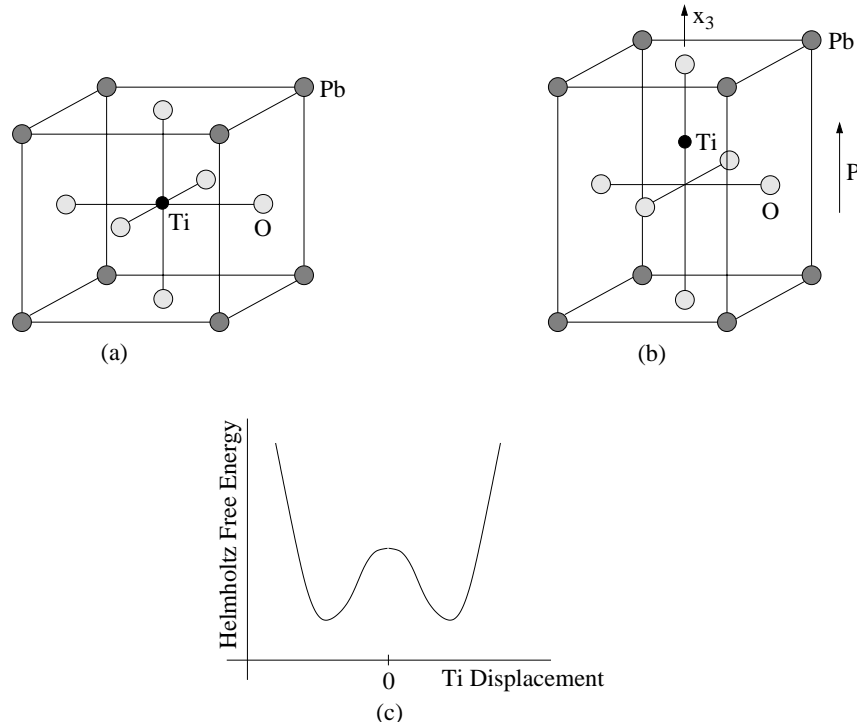 Pb
Ti
O
(a)
x₃
Pb
Ti
P
O
(b)
Helmholtz Free Energy
0
Ti Displacement
(c)